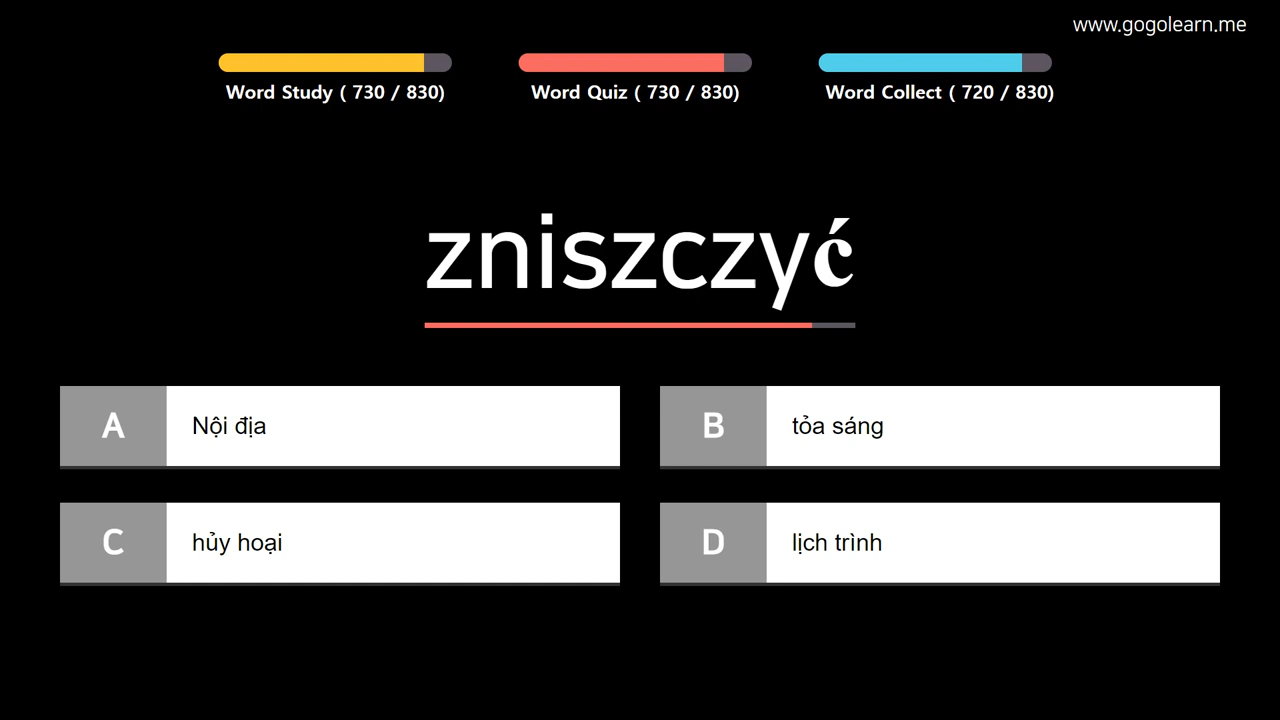 www.gogolearn.me
Word Study ( 730 / 830)
Word Quiz ( 730 / 830)
Word Collect ( 720 / 830)
zniszczyć
A Nội địa
B tỏa sáng
C hủy hoại
D lịch trình